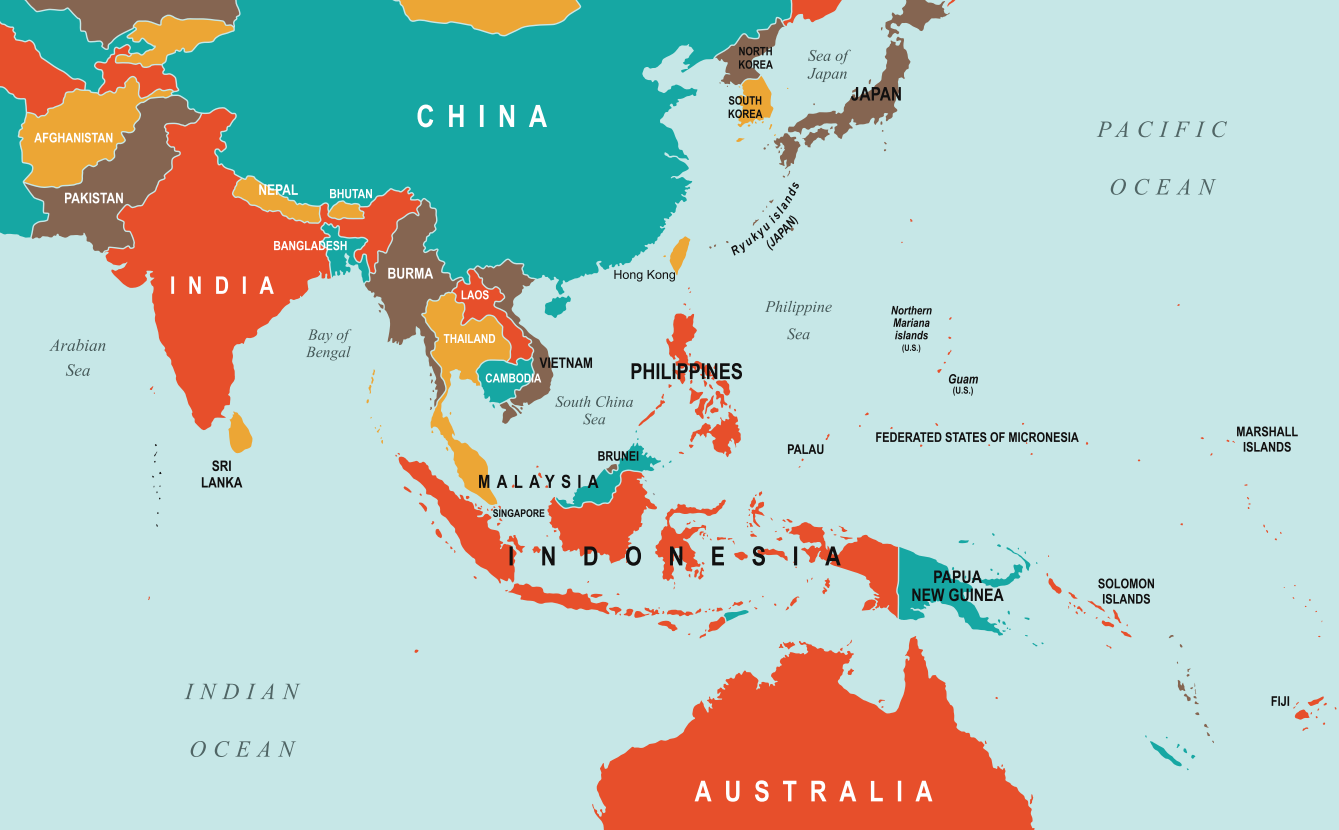 NORTH
KOREA
Sea of
Japan
SOUTH
KOREA
JAPAN
CHINA
PACIFIC
OCEAN
AFGHANISTAN
PAKISTAN
NEPAL
BHUTAN
Ryukyu islands
(JAPAN)
BANGLADESH
BURMA
Hong Kong
INDIA
LAOS
Philippine
Sea
Northern
Mariana
islands
(U.S.)
Arabian
Sea
Bay of
Bengal
THAILAND
VIETNAM
CAMBODIA
PHILIPPINES
Guam
(U.S.)
South China
Sea
FEDERATED STATES OF MICRONESIA
MARSHALL
ISLANDS
PALAU
BRUNEI
SRI
LANKA
MALAYSIA
SINGAPORE
INDONESIA
PAPUA
NEW GUINEA
SOLOMON
ISLANDS
INDIAN
OCEAN
FIJI
AUSTRALIA